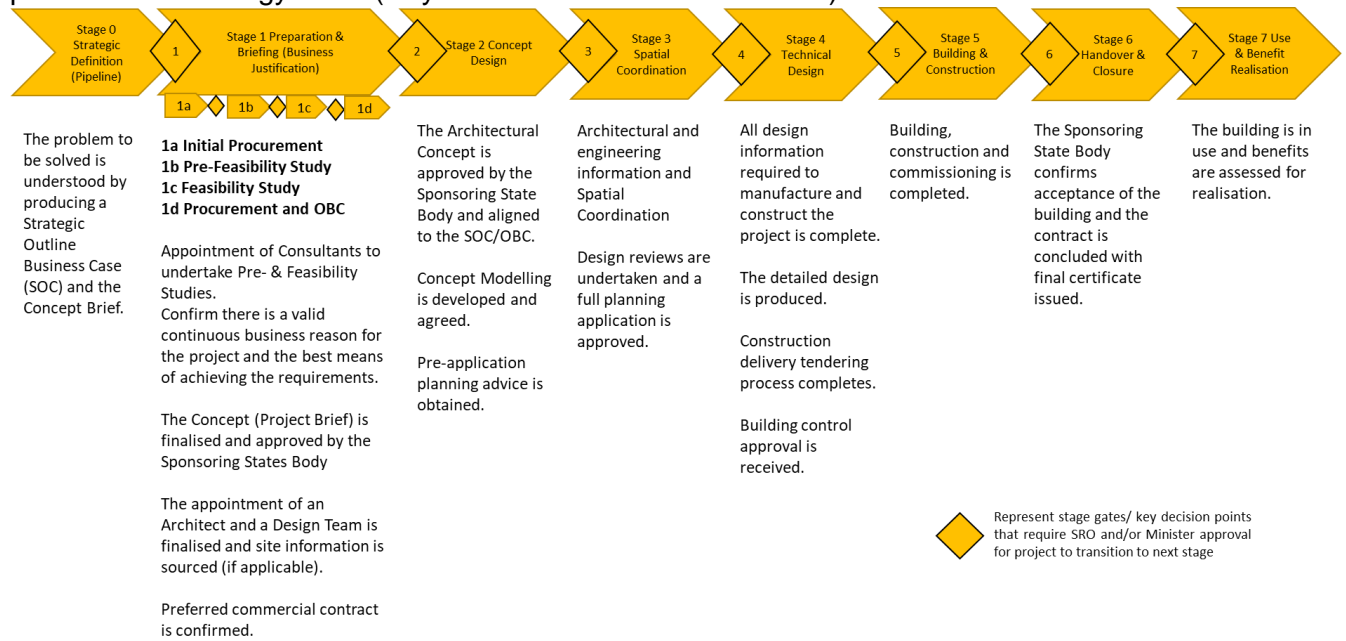 Stage 0
Strategic
Definition
(Pipeline)
1
Stage 1 Preparation &
Briefing (Business
Justification)
2
Stage 2 Concept
Design
3
Stage 3
Spatial
Coordination
4
Stage 4
Technical
Design
5
Stage 5
Building &
Construction
6
Stage 6
Handover &
Closure
7
Stage 7 Use
& Benefit
Realisation
1a
1b
1c
1d
The problem to
be solved is
understood by
producing a
Strategic
Outline
Business Case
(SOC) and the
Concept Brief.
1a Initial Procurement
1b Pre-Feasibility Study
1c Feasibility Study
1d Procurement and OBC
Appointment of Consultants to
undertake Pre- & Feasibility
Studies.
Confirm there is a valid
continuous business reason for
the project and the best means
of achieving the requirements.
The Concept (Project Brief) is
finalised and approved by the
Sponsoring States Body
The appointment of an
Architect and a Design Team is
finalised and site information is
sourced (if applicable).
Preferred commercial contract
is confirmed.
The Architectural
Concept is
approved by the
Sponsoring State
Body and aligned
to the SOC/OBC.
Concept Modelling
is developed and
agreed.
Pre-application
planning advice is
obtained.
Architectural and
engineering
information and
Spatial
Coordination
Design reviews are
undertaken and a
full planning
application is
approved.
All design
information
required to
manufacture and
construct the
project is complete.
The detailed design
is produced.
Construction
delivery tendering
process completes.
Building control
approval is
received.
Building,
construction and
commissioning is
completed.
The Sponsoring
State Body
confirms
acceptance of the
building and the
contract is
concluded with
final certificate
issued.
The building is in
use and benefits
are assessed for
realisation.
Represent stage gates/ key decision points
that require SRO and/or Minister approval
for project to transition to next stage